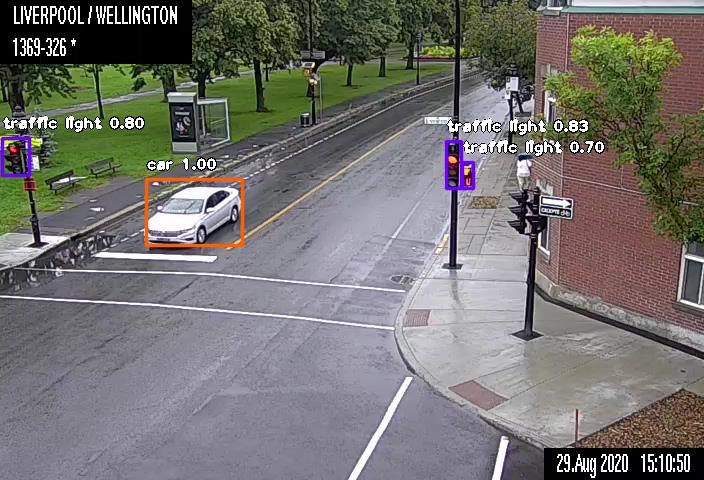 LIVERPOOL / WELLINGTON
1369-326 *
traffic light 0.80
traffic light 0.83
traffic light 0.70
car 1.00
29.Aug 2020 15:10:50